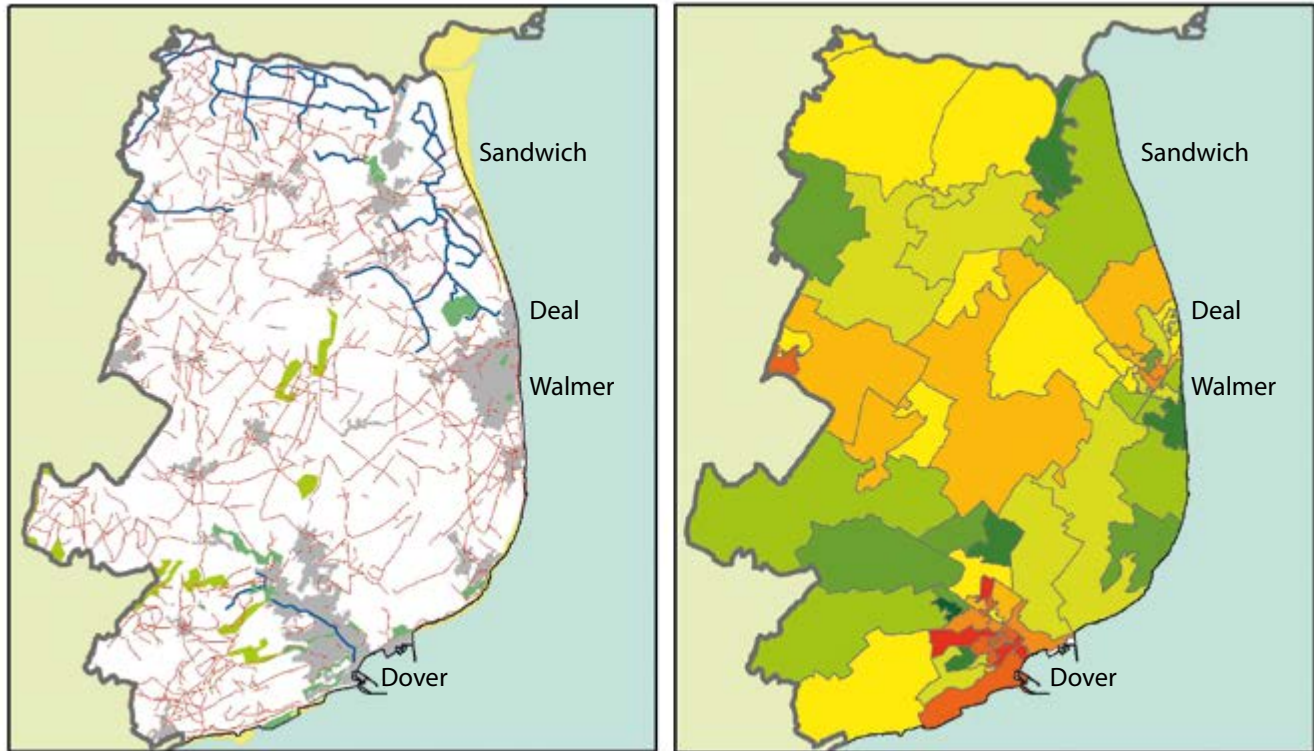 Sandwich
Deal
Walmer
Dover
Sandwich
Deal
Walmer
Dover